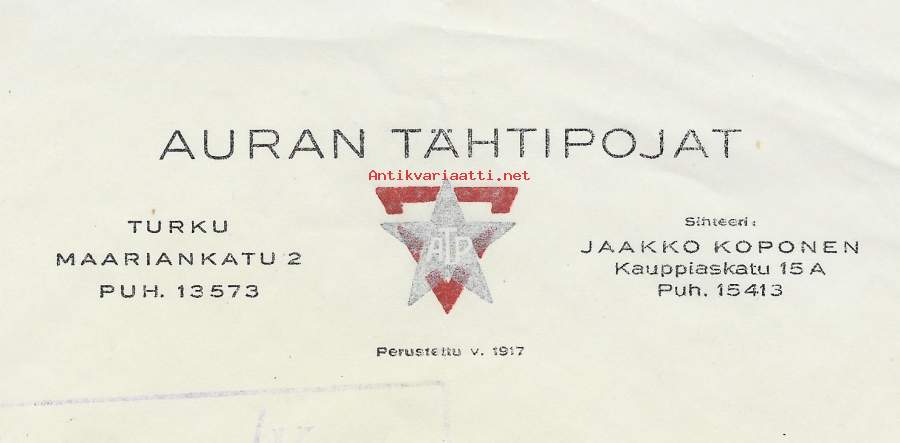 AURAN TÄHTIPOJAT
Antikvariaatti.net
TURKU
MAARIANKATU 2
PUH. 13573
ATP
Sihteeri:
JAAKKO KOPONEN
Kauppiaskatu 15 A
Puh. 15413
Perustettu v. 1917